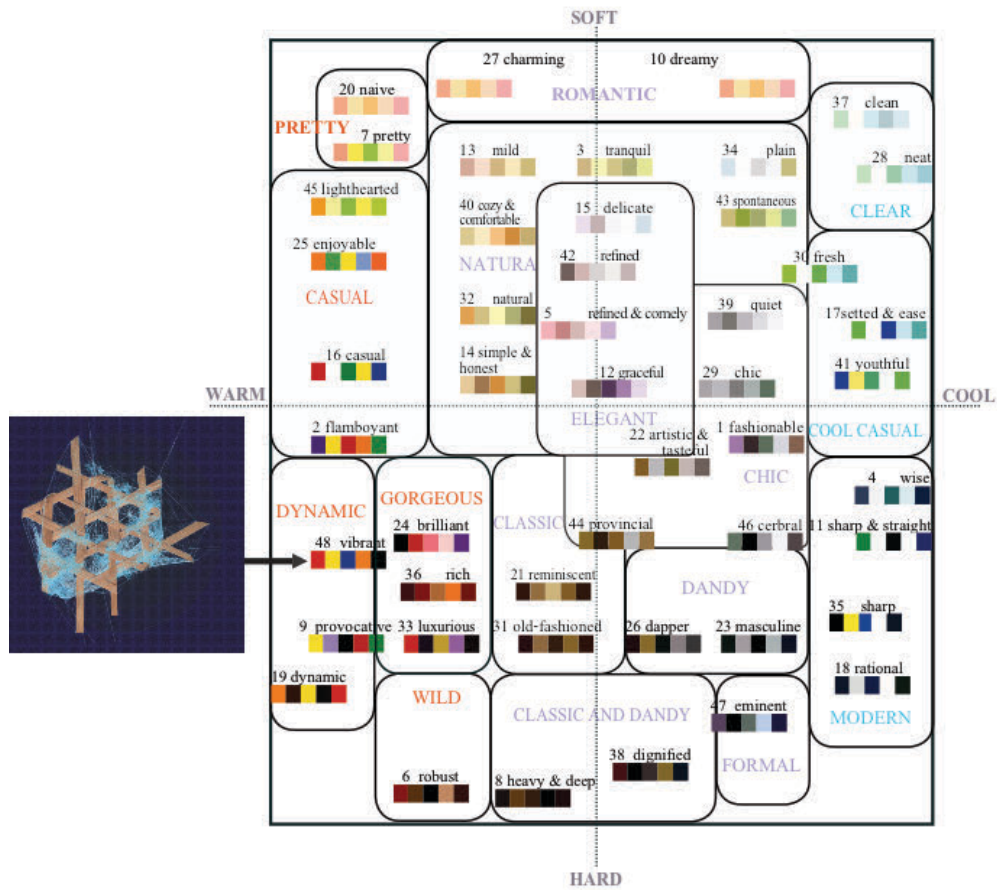 SOFT
27 charming
10 dreamy
ROMANTIC
20 naive
PRETTY
7 pretty
37 clean
28 neat
CLEAR
13 mild
3 tranquil
34 plain
45 lighthearted
40 cozy &
comfortable
15 delicate
43 spontaneous
25 enjoyable
42 refined
NATURA
30 fresh
CASUAL
32 natural
5 refined & comely
39 quiet
17setted & ease
16 casual
14 simple &
honest
12 graceful
29 chic
41 youthful
WARM
COOL
2 flamboyant
ELEGANT
22 artistic &
tasteful
1 fashionable
COOL CASUAL
CHIC
4 wise
DYNAMIC
GORGEOUS
CLASSIC
24 brilliant
44 provincial
46 cerbral
11 sharp & straight
48 vibrant
36 rich
21 reminiscent
DANDY
35 sharp
9 provocative
33 luxurious
31 old-fashioned
26 dapper
23 masculine
19 dynamic
18 rational
WILD
CLASSIC AND DANDY
47 eminent
MODERN
38 dignified
FORMAL
6 robust
8 heavy & deep
HARD